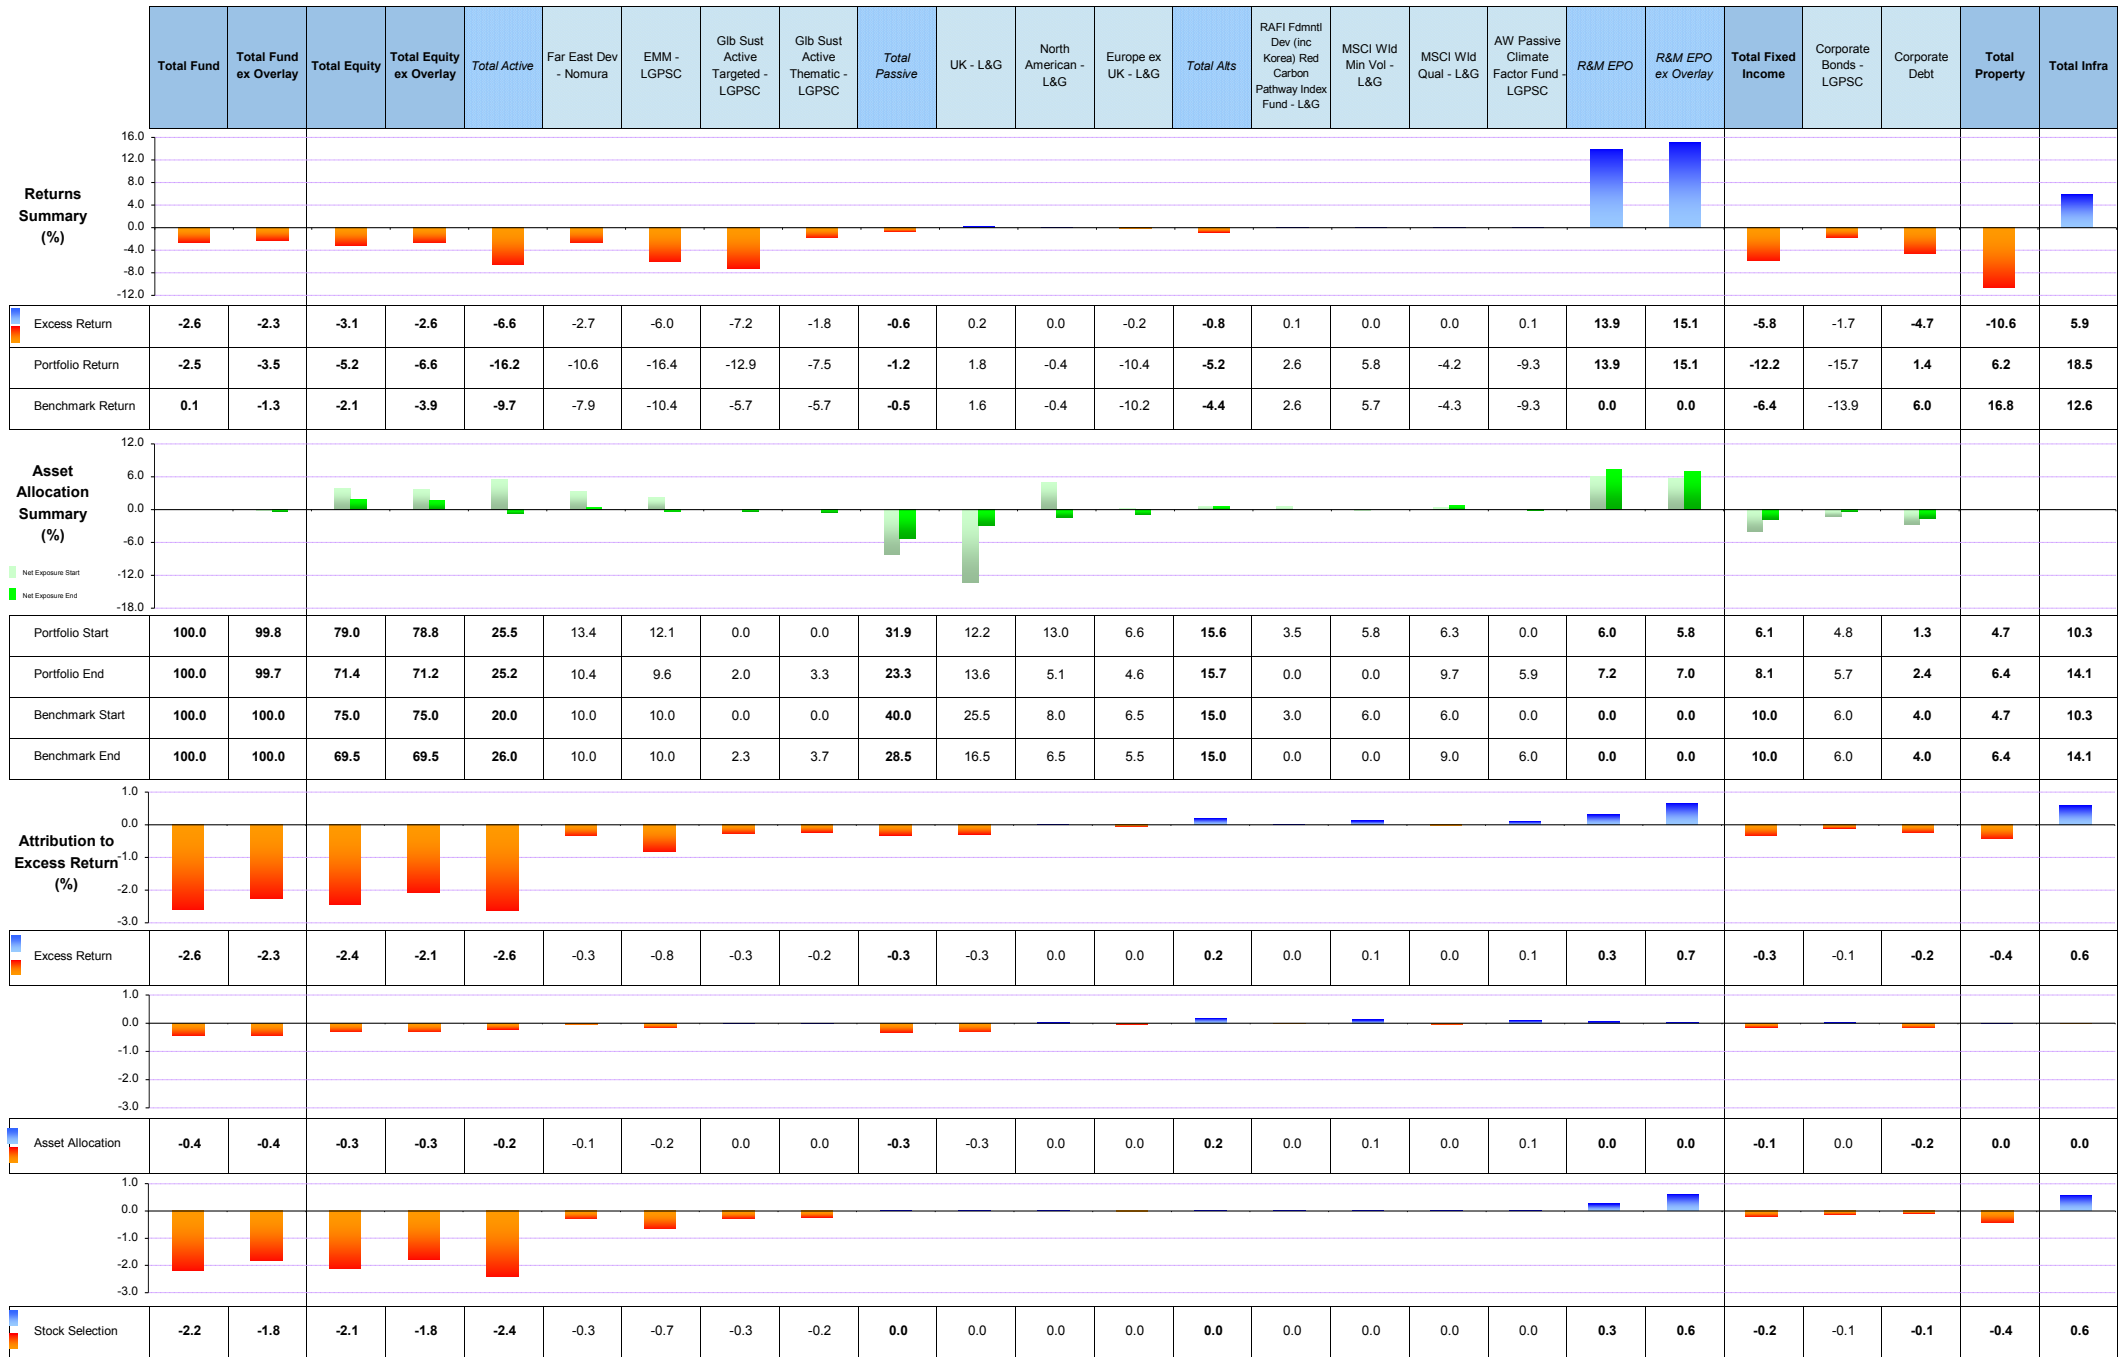 Total Fund
Total Fund ex Overlay
Total Equity
Total Equity ex Overlay
Total Active
Far East Dev - Nomura
EMM - LGPSC
Glb Sust Active Targeted - LGPSC
Glb Sust Active Thematic - LGPSC
Total Passive
UK - L&G
North American - L&G
Europe ex UK - L&G
Total Alts
RAFI Fdmntl Dev (inc Korea) Red Carbon Pathway Index Fund - L&G
MSCI Wld Min Vol - L&G
MSCI Wld Qual - L&G
AW Passive Climate Factor Fund - LGPSC
R&M EPO
R&M EPO ex Overlay
Total Fixed Income
Corporate Bonds - LGPSC
Corporate Debt
Total Property
Total Infra
Returns Summary (%)
16.0
12.0
8.0
4.0
0.0
-4.0
-8.0
-12.0
Excess Return -2.6 -2.3 -3.1 -2.6 -6.6 -2.7 -6.0 -7.2 -1.8 -0.6 0.2 0.0 -0.2 -0.8 0.1 0.0 0.0 0.1 13.9 15.1 -5.8 -1.7 -4.7 -10.6 5.9
Portfolio Return -2.5 -3.5 -5.2 -6.6 -16.2 -10.6 -16.4 -12.9 -7.5 -1.2 1.8 -0.4 -10.4 -5.2 2.6 5.8 -4.2 -9.3 13.9 15.1 -12.2 -15.7 1.4 6.2 18.5
Benchmark Return 0.1 -1.3 -2.1 -3.9 -9.7 -7.9 -10.4 -5.7 -5.7 -0.5 1.6 -0.4 -10.2 -4.4 2.6 5.7 -4.3 -9.3 0.0 0.0 -6.4 -13.9 6.0 16.8 12.6
Asset Allocation Summary (%)
12.0
6.0
0.0
-6.0
-12.0
-18.0
Net Exposure Start
Net Exposure End
Portfolio Start 100.0 99.8 79.0 78.8 25.5 13.4 12.1 0.0 0.0 31.9 12.2 13.0 6.6 15.6 3.5 5.8 6.3 0.0 6.0 5.8 6.1 4.8 1.3 4.7 10.3
Portfolio End 100.0 99.7 71.4 71.2 25.2 10.4 9.6 2.0 3.3 23.3 13.6 5.1 4.6 15.7 0.0 0.0 9.7 5.9 7.2 7.0 8.1 5.7 2.4 6.4 14.1
Benchmark Start 100.0 100.0 75.0 75.0 20.0 10.0 10.0 0.0 0.0 40.0 25.5 8.0 6.5 15.0 3.0 6.0 6.0 0.0 0.0 0.0 10.0 6.0 4.0 4.7 10.3
Benchmark End 100.0 100.0 69.5 69.5 26.0 10.0 10.0 2.3 3.7 28.5 16.5 6.5 5.5 15.0 0.0 0.0 9.0 6.0 0.0 0.0 10.0 6.0 4.0 6.4 14.1
Attribution to Excess Return (%)
1.0
0.0
-1.0
-2.0
-3.0
Excess Return -2.6 -2.3 -2.4 -2.1 -2.6 -0.3 -0.8 -0.3 -0.2 -0.3 -0.3 0.0 0.0 0.2 0.0 0.1 0.0 0.1 0.3 0.7 -0.3 -0.1 -0.2 -0.4 0.6
1.0
0.0
-1.0
-2.0
-3.0
Asset Allocation -0.4 -0.4 -0.3 -0.3 -0.2 -0.1 -0.2 0.0 0.0 -0.3 -0.3 0.0 0.0 0.2 0.0 0.1 0.0 0.1 0.0 0.0 -0.1 0.0 -0.2 0.0 0.0
1.0
0.0
-1.0
-2.0
-3.0
Stock Selection -2.2 -1.8 -2.1 -1.8 -2.4 -0.3 -0.7 -0.3 -0.2 0.0 0.0 0.0 0.0 0.0 0.0 0.0 0.0 0.0 0.3 0.6 -0.2 -0.1 -0.1 -0.4 0.6